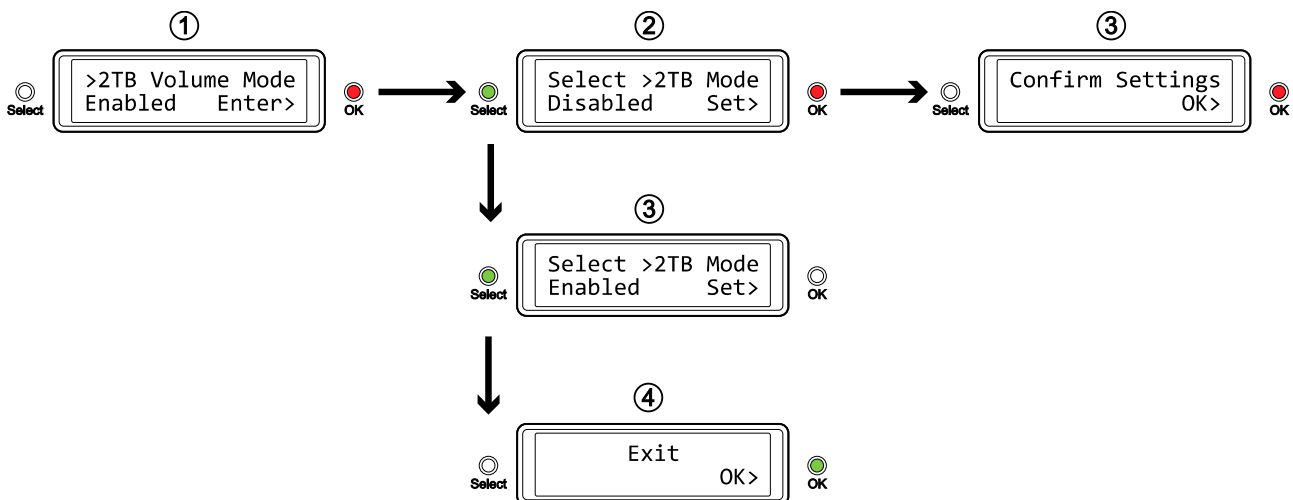 ①
>2TB Volume Mode
Enabled Enter>
Select
OK
②
Select >2TB Mode
Disabled Set>
Select
OK
③
Confirm Settings
OK>
Select
OK
③
Select >2TB Mode
Enabled Set>
Select
OK
④
Exit
OK>
Select
OK